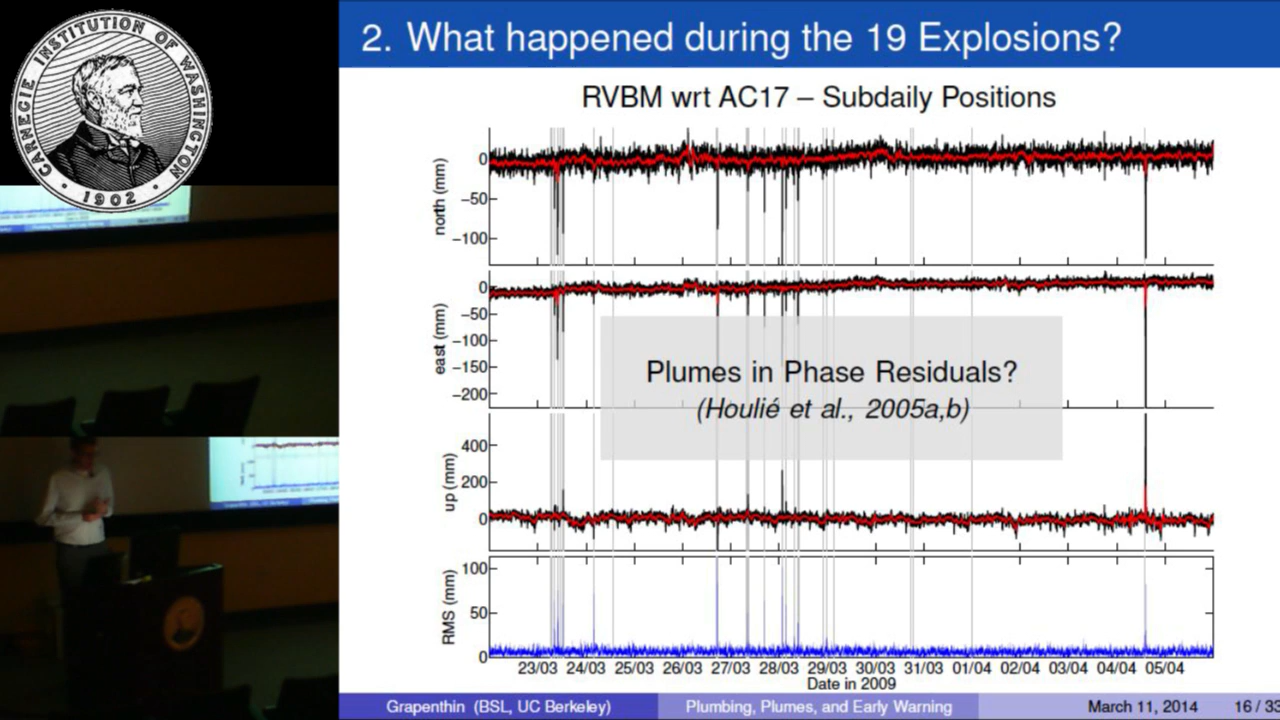 CARNEGIE INSTITUTION OF WASHINGTON
1902
2. What happened during the 19 Explosions?
RVBM wrt AC17 – Subdaily Positions
north (mm)
0
−50
−100
east (mm)
0
−50
−100
−150
−200
Plumes in Phase Residuals?
(Houlié et al., 2005a,b)
up (mm)
400
200
0
RMS (mm)
100
50
0
23/03 24/03 25/03 26/03 27/03 28/03 29/03 30/03 31/03 01/04 02/04 03/04 04/04 05/04
Date in 2009
Grapenthin (BSL, UC Berkeley) Plumbing, Plumes, and Early Warning March 11, 2014 16 / 33